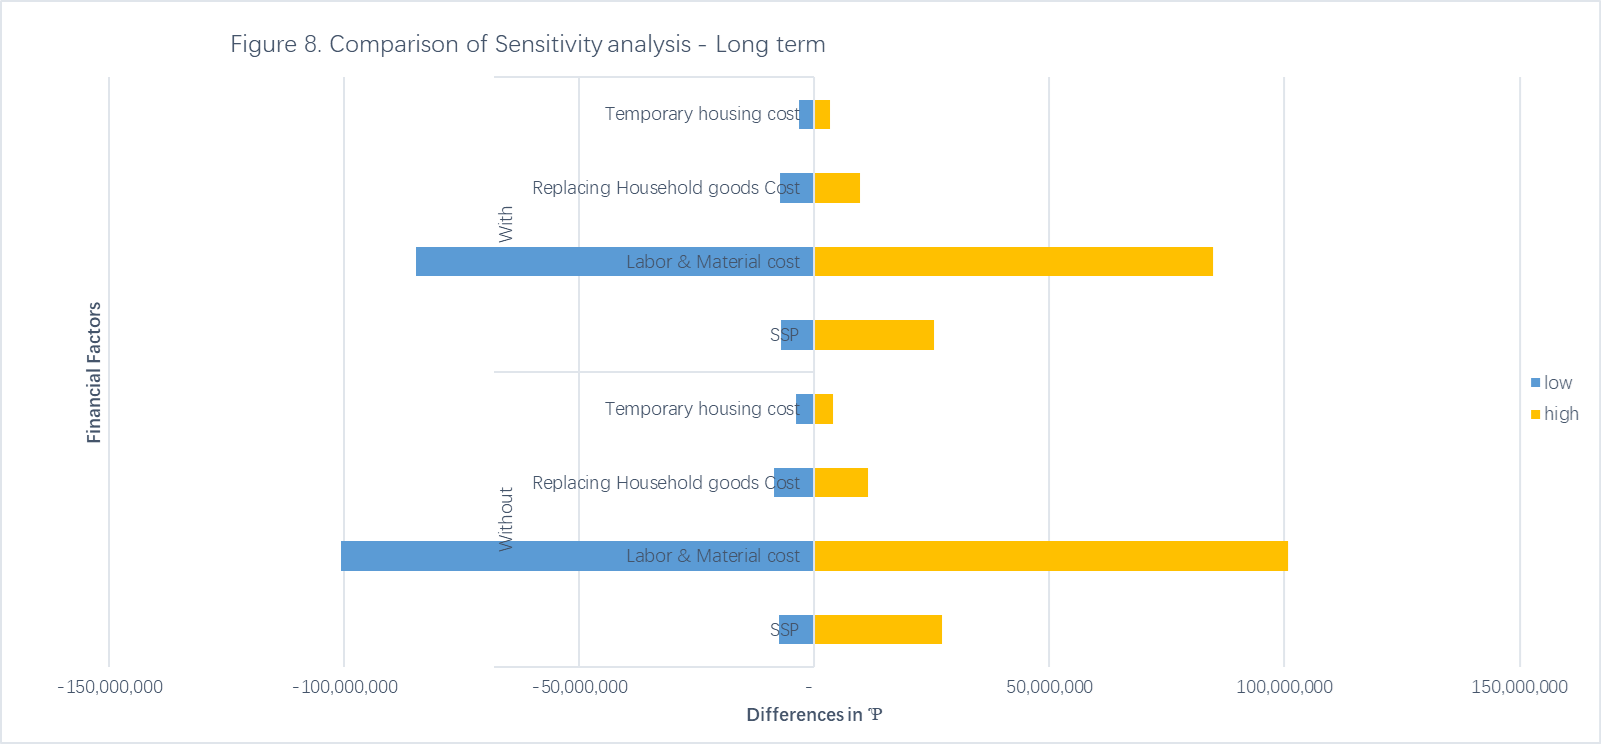 Figure 8. Comparison of Sensitivity analysis - Long term
Temporary housing cost
Replacing Household goods Cost
With
Labor & Material cost
SSP
Financial Factors
Temporary housing cost
Replacing Household goods Cost
Without
Labor & Material cost
SSP
low
high
-150,000,000
-100,000,000
-50,000,000
-
50,000,000
100,000,000
150,000,000
Differences in Ᵽ